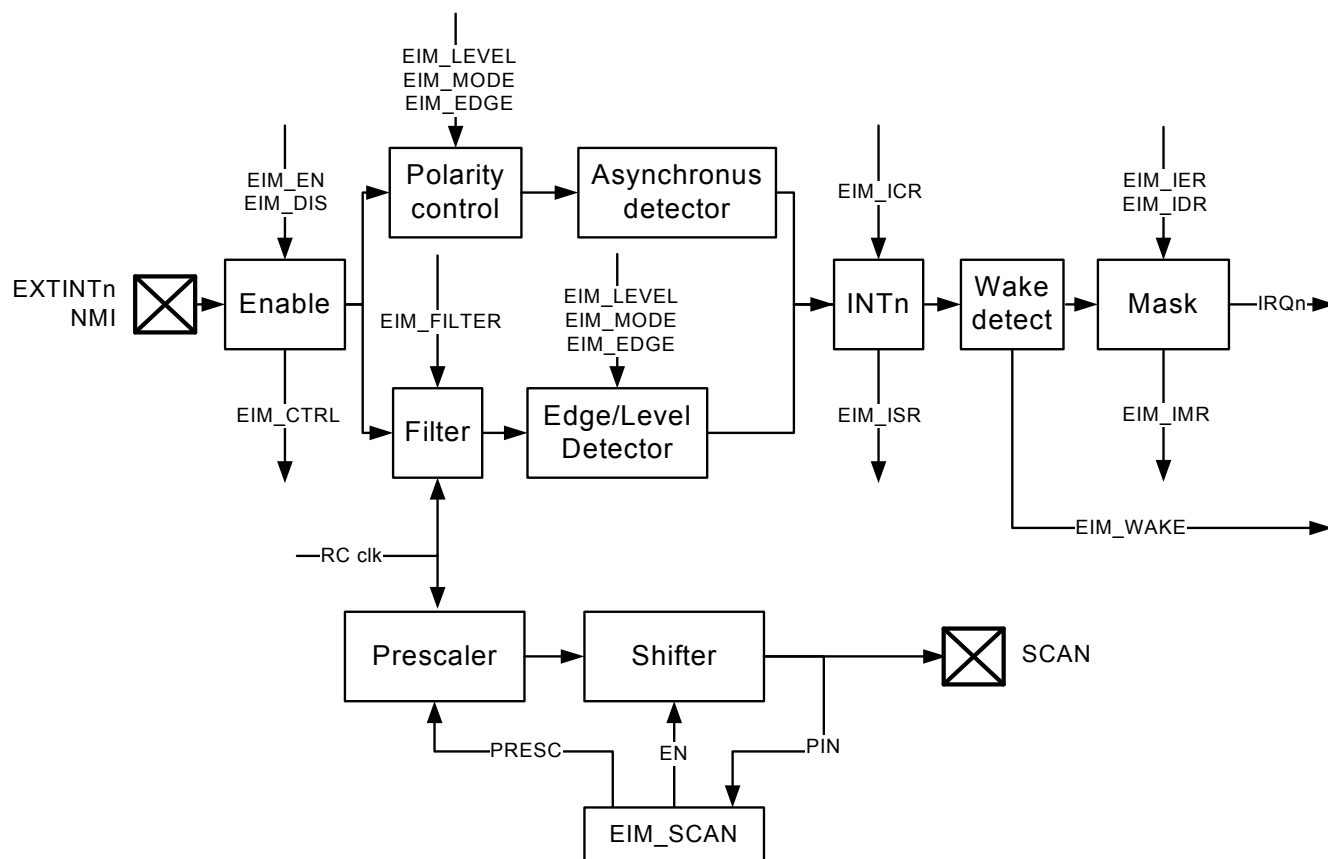 EIM_LEVEL
EIM_MODE
EIM_EDGE
EIM_EN
EIM_DIS
Polarity
control
Asynchronus
detector
EIM_ICR
EIM_IER
EIM_IDR
EXTINTn
NMI
Enable
EIM_FILTER
EIM_LEVEL
EIM_MODE
EIM_EDGE
INTn
Wake
detect
Mask
IRQn
EIM_CTRL
Filter
Edge/Level
Detector
EIM_ISR
EIM_IMR
EIM_WAKE
RC clk
Prescaler
Shifter
SCAN
PRESC
EN
PIN
EIM_SCAN